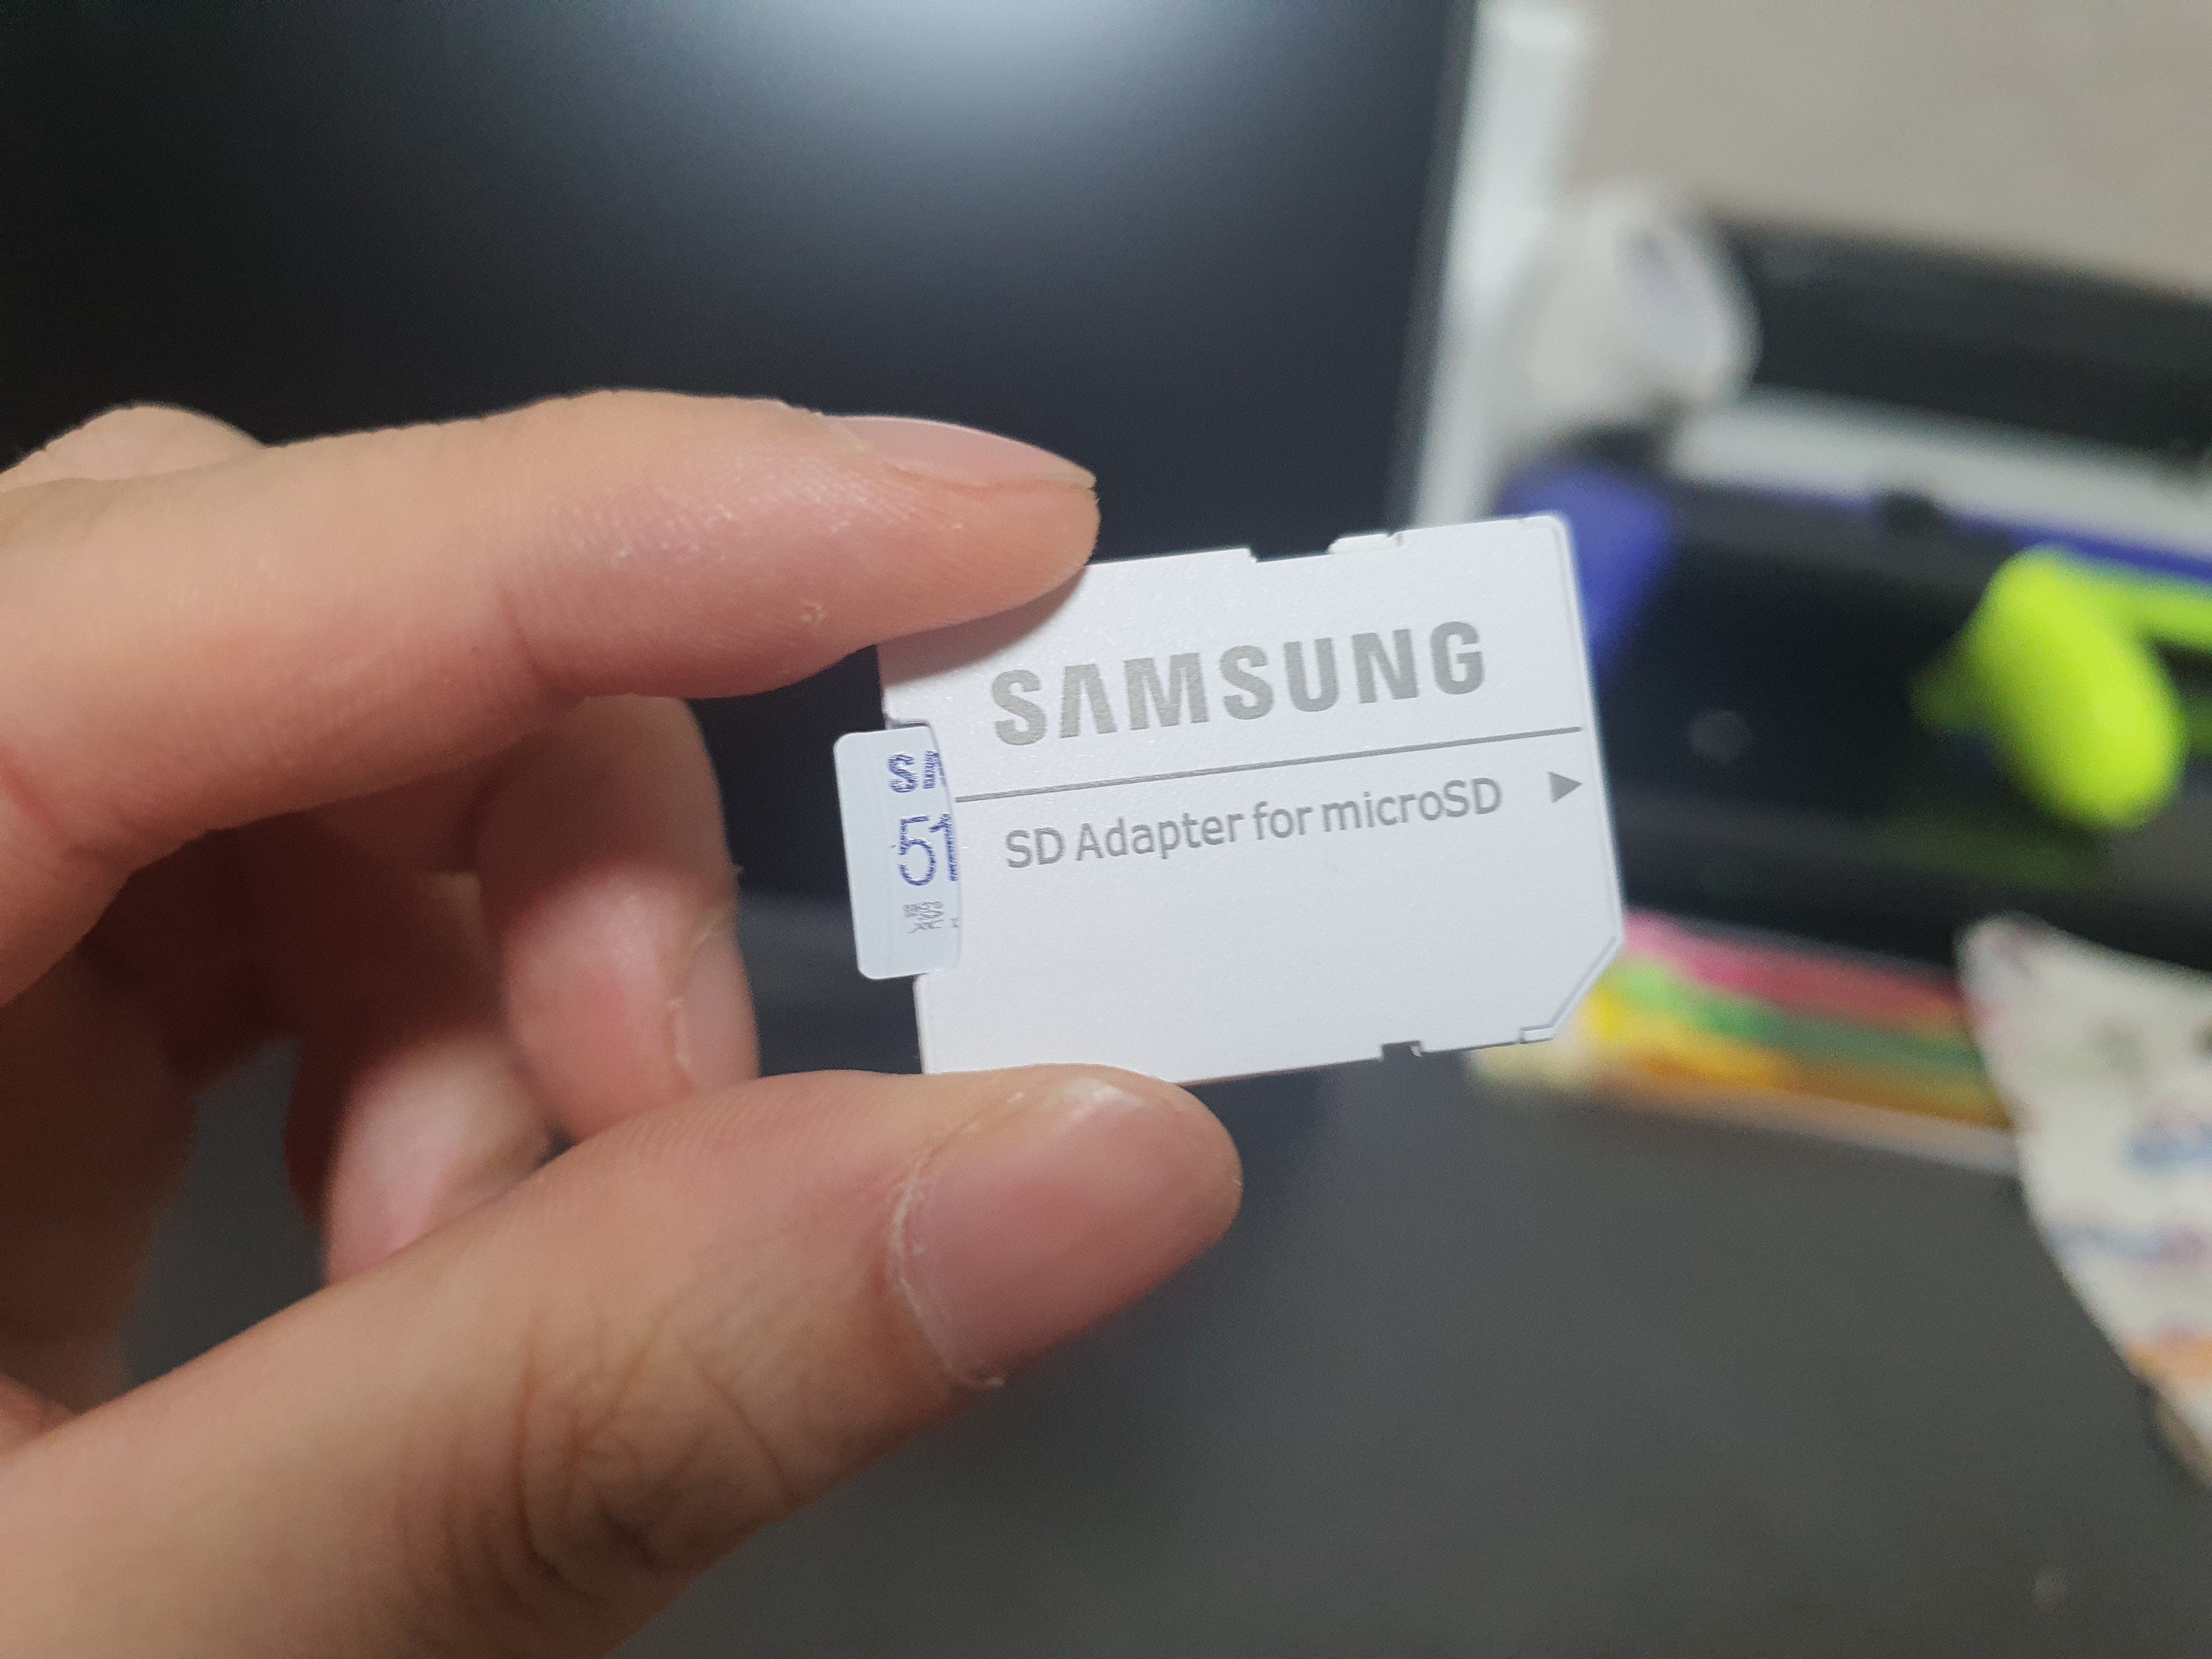 SAMSUNG
SD Adapter for microSD